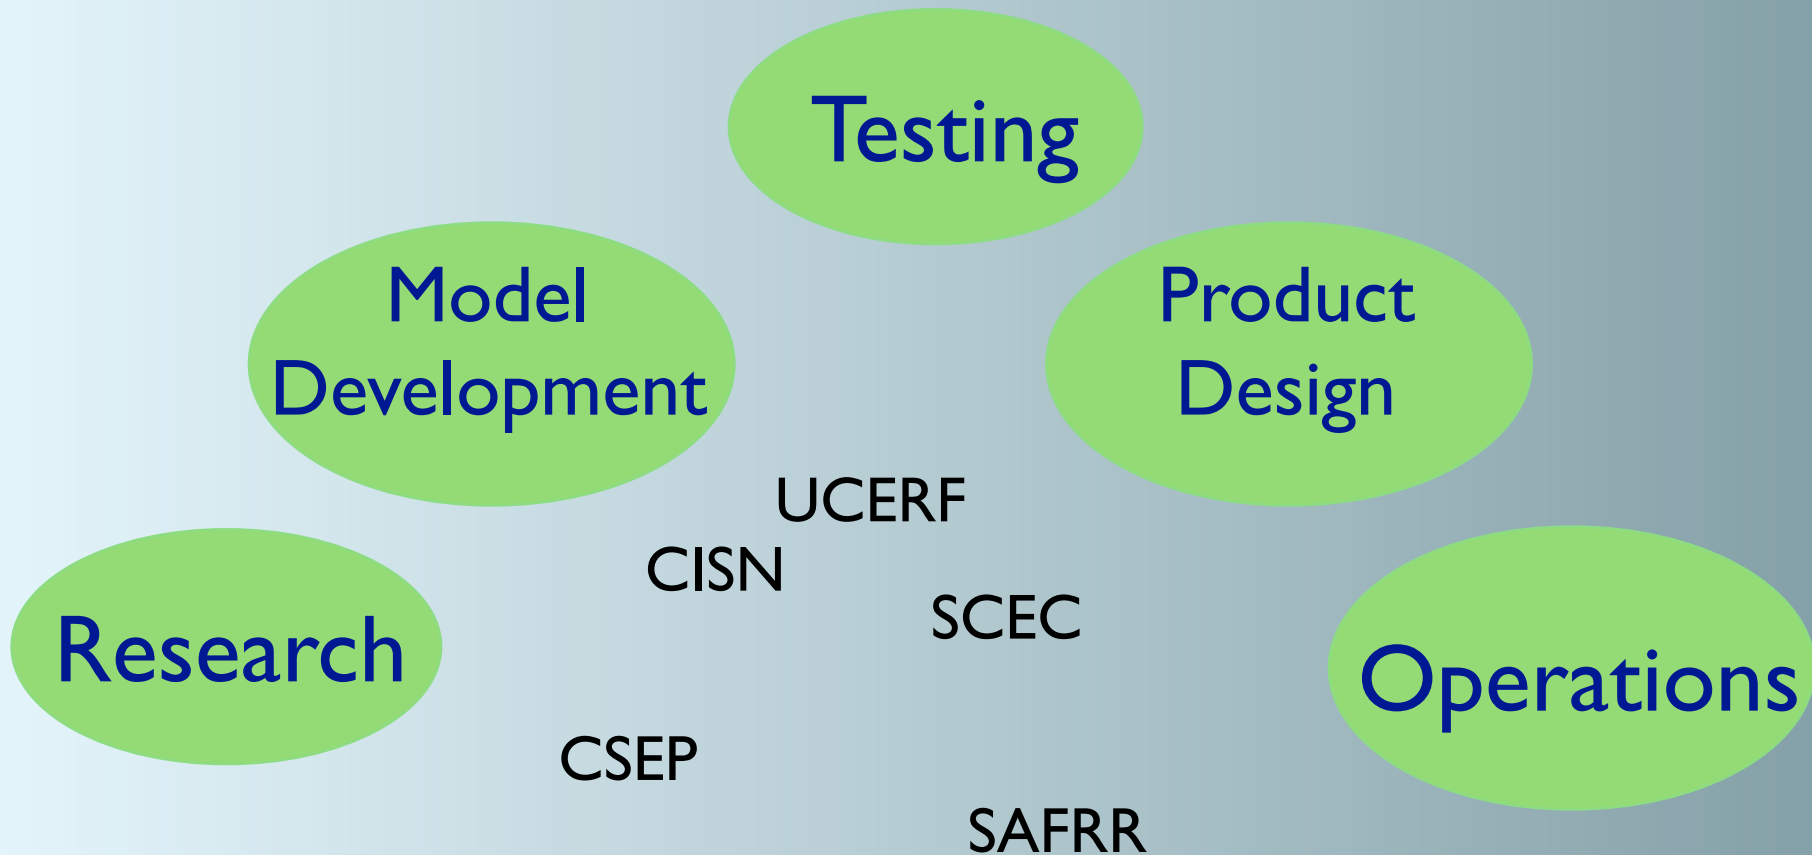 Testing
Model
Development
Product
Design
UCERF
CISN
SCEC
Research
Operations
CSEP
SAFRR